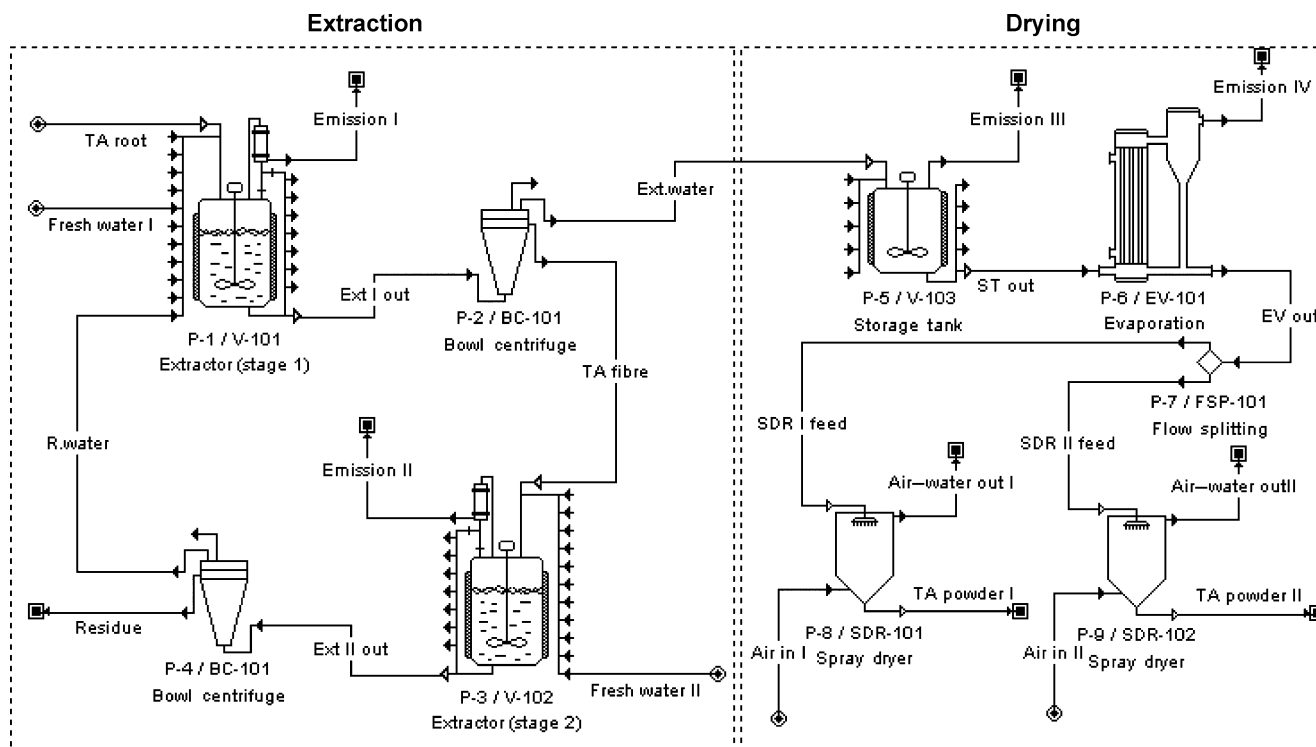 Extraction
Drying
Emission I
TA root
Fresh water I
Ext I out
P-1 / V-101
Extractor (stage 1)
P-2 / BC-101
Bowl centrifuge
Ext.water
TA fibre
R.water
Emission II
Residue
P-4 / BC-101
Bowl centrifuge
Ext II out
P-3 / V-102
Extractor (stage 2)
Fresh water II
Emission III
Emission IV
P-5 / V-103
Storage tank
ST out
P-6 / EV-101
Evaporation
EV out
P-7 / FSP-101
Flow splitting
SDR I feed
SDR II feed
Air—water out I
Air—water outII
TA powder I
TA powder II
P-8 / SDR-101
Spray dryer
Air in I
P-9 / SDR-102
Spray dryer
Air in II